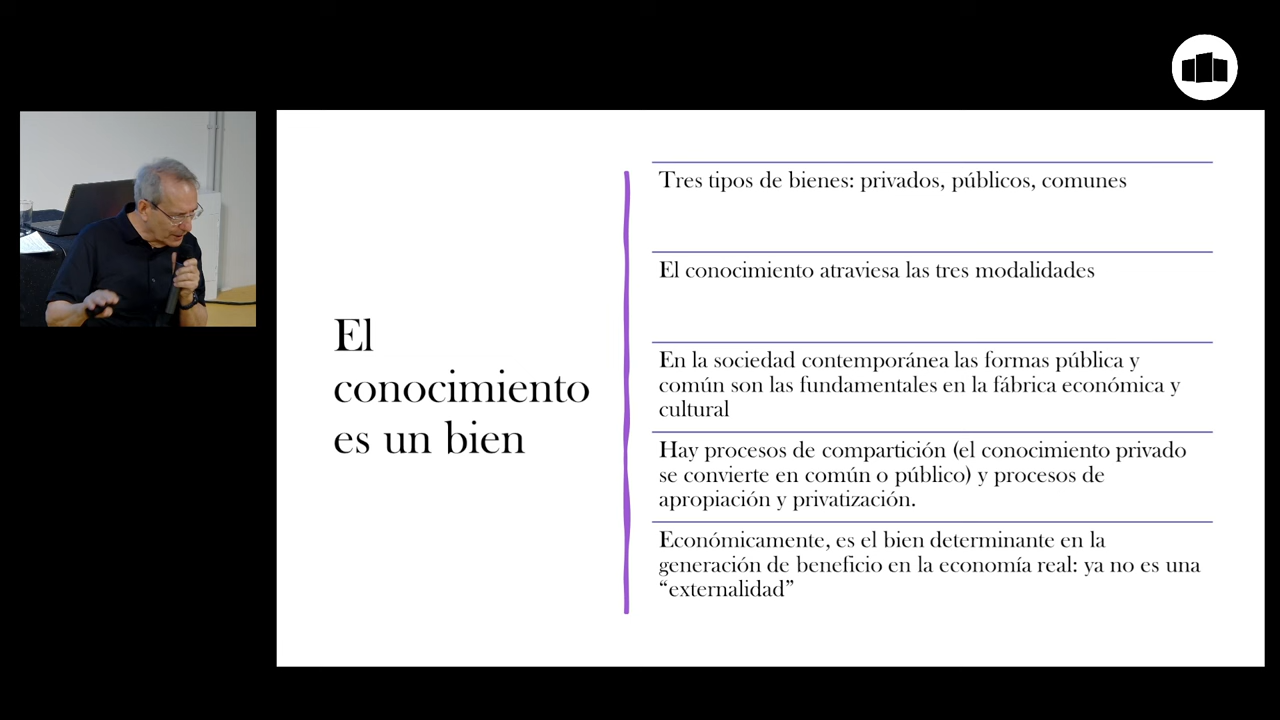 El
conocimiento
es un bien
Tres tipos de bienes: privados, públicos, comunes
El conocimiento atraviesa las tres modalidades
En la sociedad contemporánea las formas pública y
común son las fundamentales en la fábrica económica y
cultural
Hay procesos de compartición (el conocimiento privado
se convierte en común o público) y procesos de
apropiación y privatización.
Económicamente, es el bien determinante en la
generación de beneficio en la economía real: ya no es una
“externalidad”